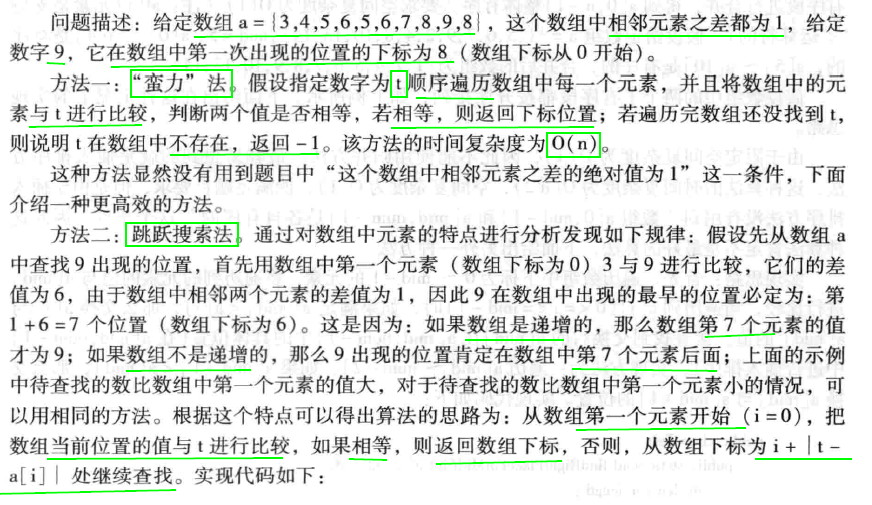 问题描述：给定数组 a = {3,4,5,6,5,6,7,8,9,8}，这个数组中相邻元素之差都为1，给定
数字9，它在数组中第一次出现的位置的下标为8（数组下标从0开始）。
方法一：“蛮力”法。假设指定数字为t顺序遍历数组中每一个元素，并且将数组中的元
素与t进行比较，判断两个值是否相等，若相等，则返回下标位置；若遍历完数组还没找到t，
则说明t在数组中不存在，返回-1。该方法的时间复杂度为O(n)。
这种方法显然没有用到题目中“这个数组中相邻元素之差的绝对值为1”这一条件，下面
介绍一种更高效的方法。
方法二：跳跃搜索法。通过对数组中元素的特点进行分析发现如下规律：假设先从数组a
中查找9出现的位置，首先用数组中第一个元素（数组下标为0）3与9进行比较，它们的差
值为6，由于数组中相邻两个元素的差值为1，因此9在数组中出现的最早的位置必定为：第
1+6=7个位置（数组下标为6）。这是因为：如果数组是递增的，那么数组第7个元素的值
才为9；如果数组不是递增的，那么9出现的位置肯定在数组中第7个元素后面；上面的示例
中待查找的数比数组中第一个元素的值大，对于待查找的数比数组中第一个元素小的情况，可
以用相同的方法。根据这个特点可以得出算法的思路为：从数组第一个元素开始（i=0），把
数组当前位置的值与t进行比较，如果相等，则返回数组下标，否则，从数组下标为i+|t-
a[i]|处继续查找。实现代码如下：